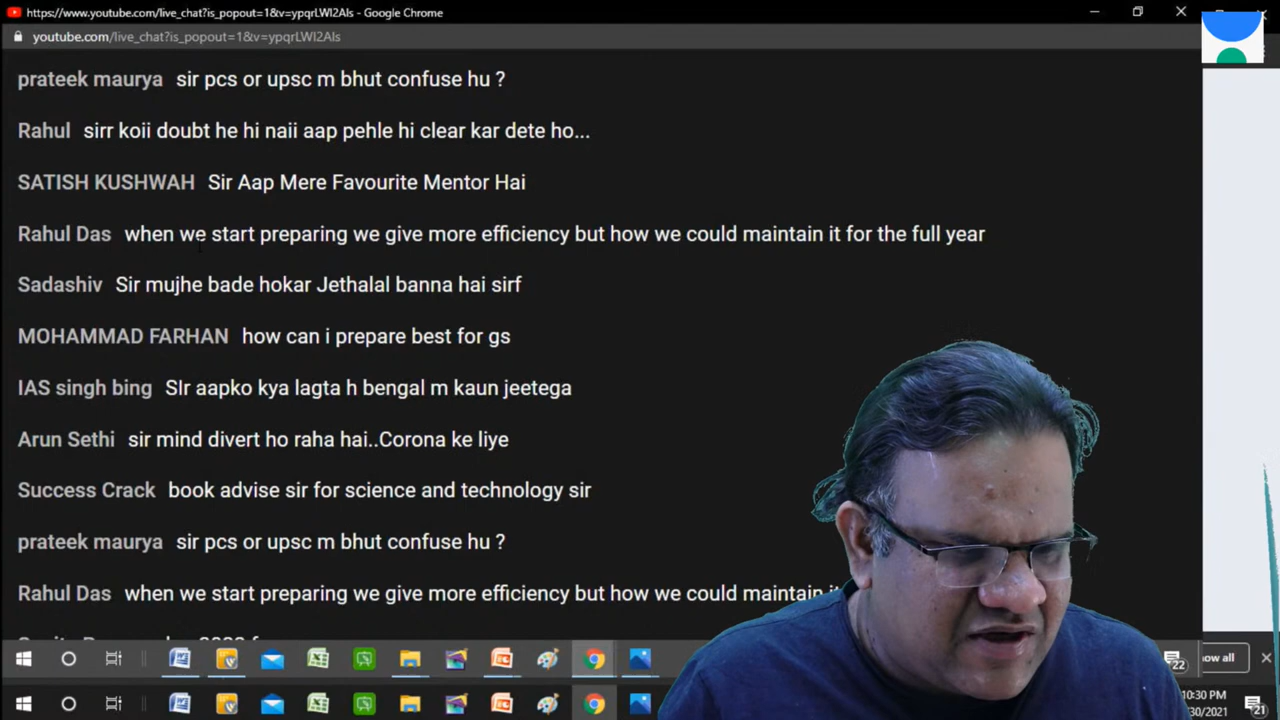 https://www.youtube.com/live_chat?is_popout=1&v=ypqrLWI2AIs - Google Chrome
youtube.com/live_chat?is_popout=1&v=ypqrLWI2AIs
prateek maurya sir pcs or upsc m bhut confuse hu ?
Rahul sirr koii doubt he hi naii aap pehle hi clear kar dete ho...
SATISH KUSHWAH Sir Aap Mere Favourite Mentor Hai
Rahul Das when we start preparing we give more efficiency but how we could maintain it for the full year
Sadashiv Sir mujhe bade hokar Jethalal banna hai sirf
MOHAMMAD FARHAN how can i prepare best for gs
IAS singh bing SIr aapko kya lagta h bengal m kaun jeetega
Arun Sethi sir mind divert ho raha hai..Corona ke liye
Success Crack book advise sir for science and technology sir
prateek maurya sir pcs or upsc m bhut confuse hu ?
Rahul Das when we start preparing we give more efficiency but how we could maintain
22
10:30 PM
21